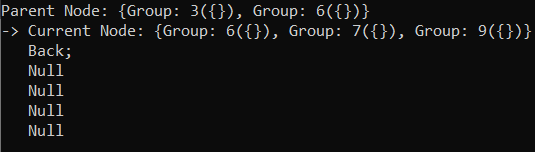 Parent Node: {Group: 3({}), Group: 6({})}
-> Current Node: {Group: 6({}), Group: 7({}), Group: 9({})}
Back;
Null
Null
Null
Null